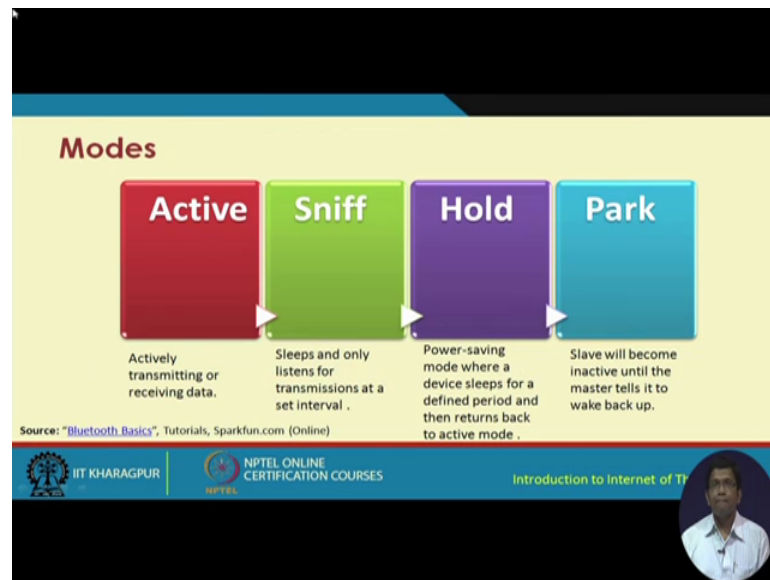 Modes
Active
Sniff
Hold
Park
Actively
transmitting or
receiving data.
Sleeps and only
listens for
transmissions at a
set interval .
Power-saving
mode where a
device sleeps for a
defined period and
then returns back
to active mode .
Slave will become
inactive until the
master tells it to
wake back up.
Source: "Bluetooth Basics", Tutorials, Sparkfun.com (Online)
IIT KHARAGPUR
NPTEL
NPTEL ONLINE
CERTIFICATION COURSES
Introduction to Internet of